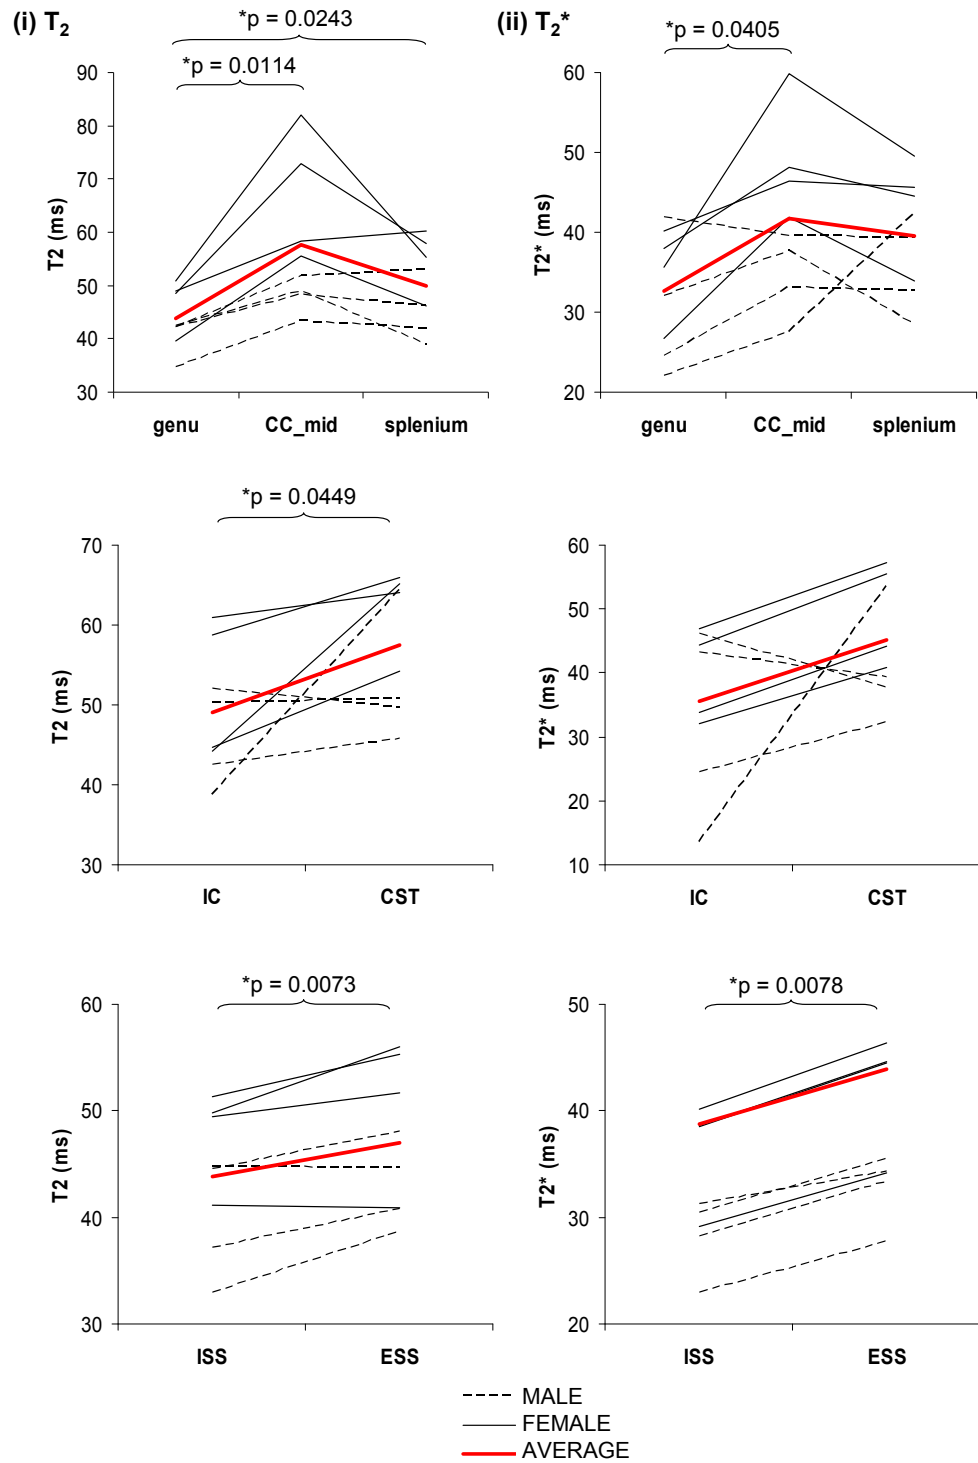 (i) T₂
(ii) T₂*
*p = 0.0243
*p = 0.0114
T2 (ms)
90
80
70
60
50
40
30
genu CC_mid splenium
*p = 0.0405
T2* (ms)
60
50
40
30
20
genu CC_mid splenium
*p = 0.0449
T2 (ms)
70
60
50
40
30
IC CST
T2* (ms)
60
50
40
30
20
10
IC CST
*p = 0.0073
T2 (ms)
60
50
40
30
ISS ESS
*p = 0.0078
T2* (ms)
50
40
30
20
ISS ESS
MALE
FEMALE
AVERAGE